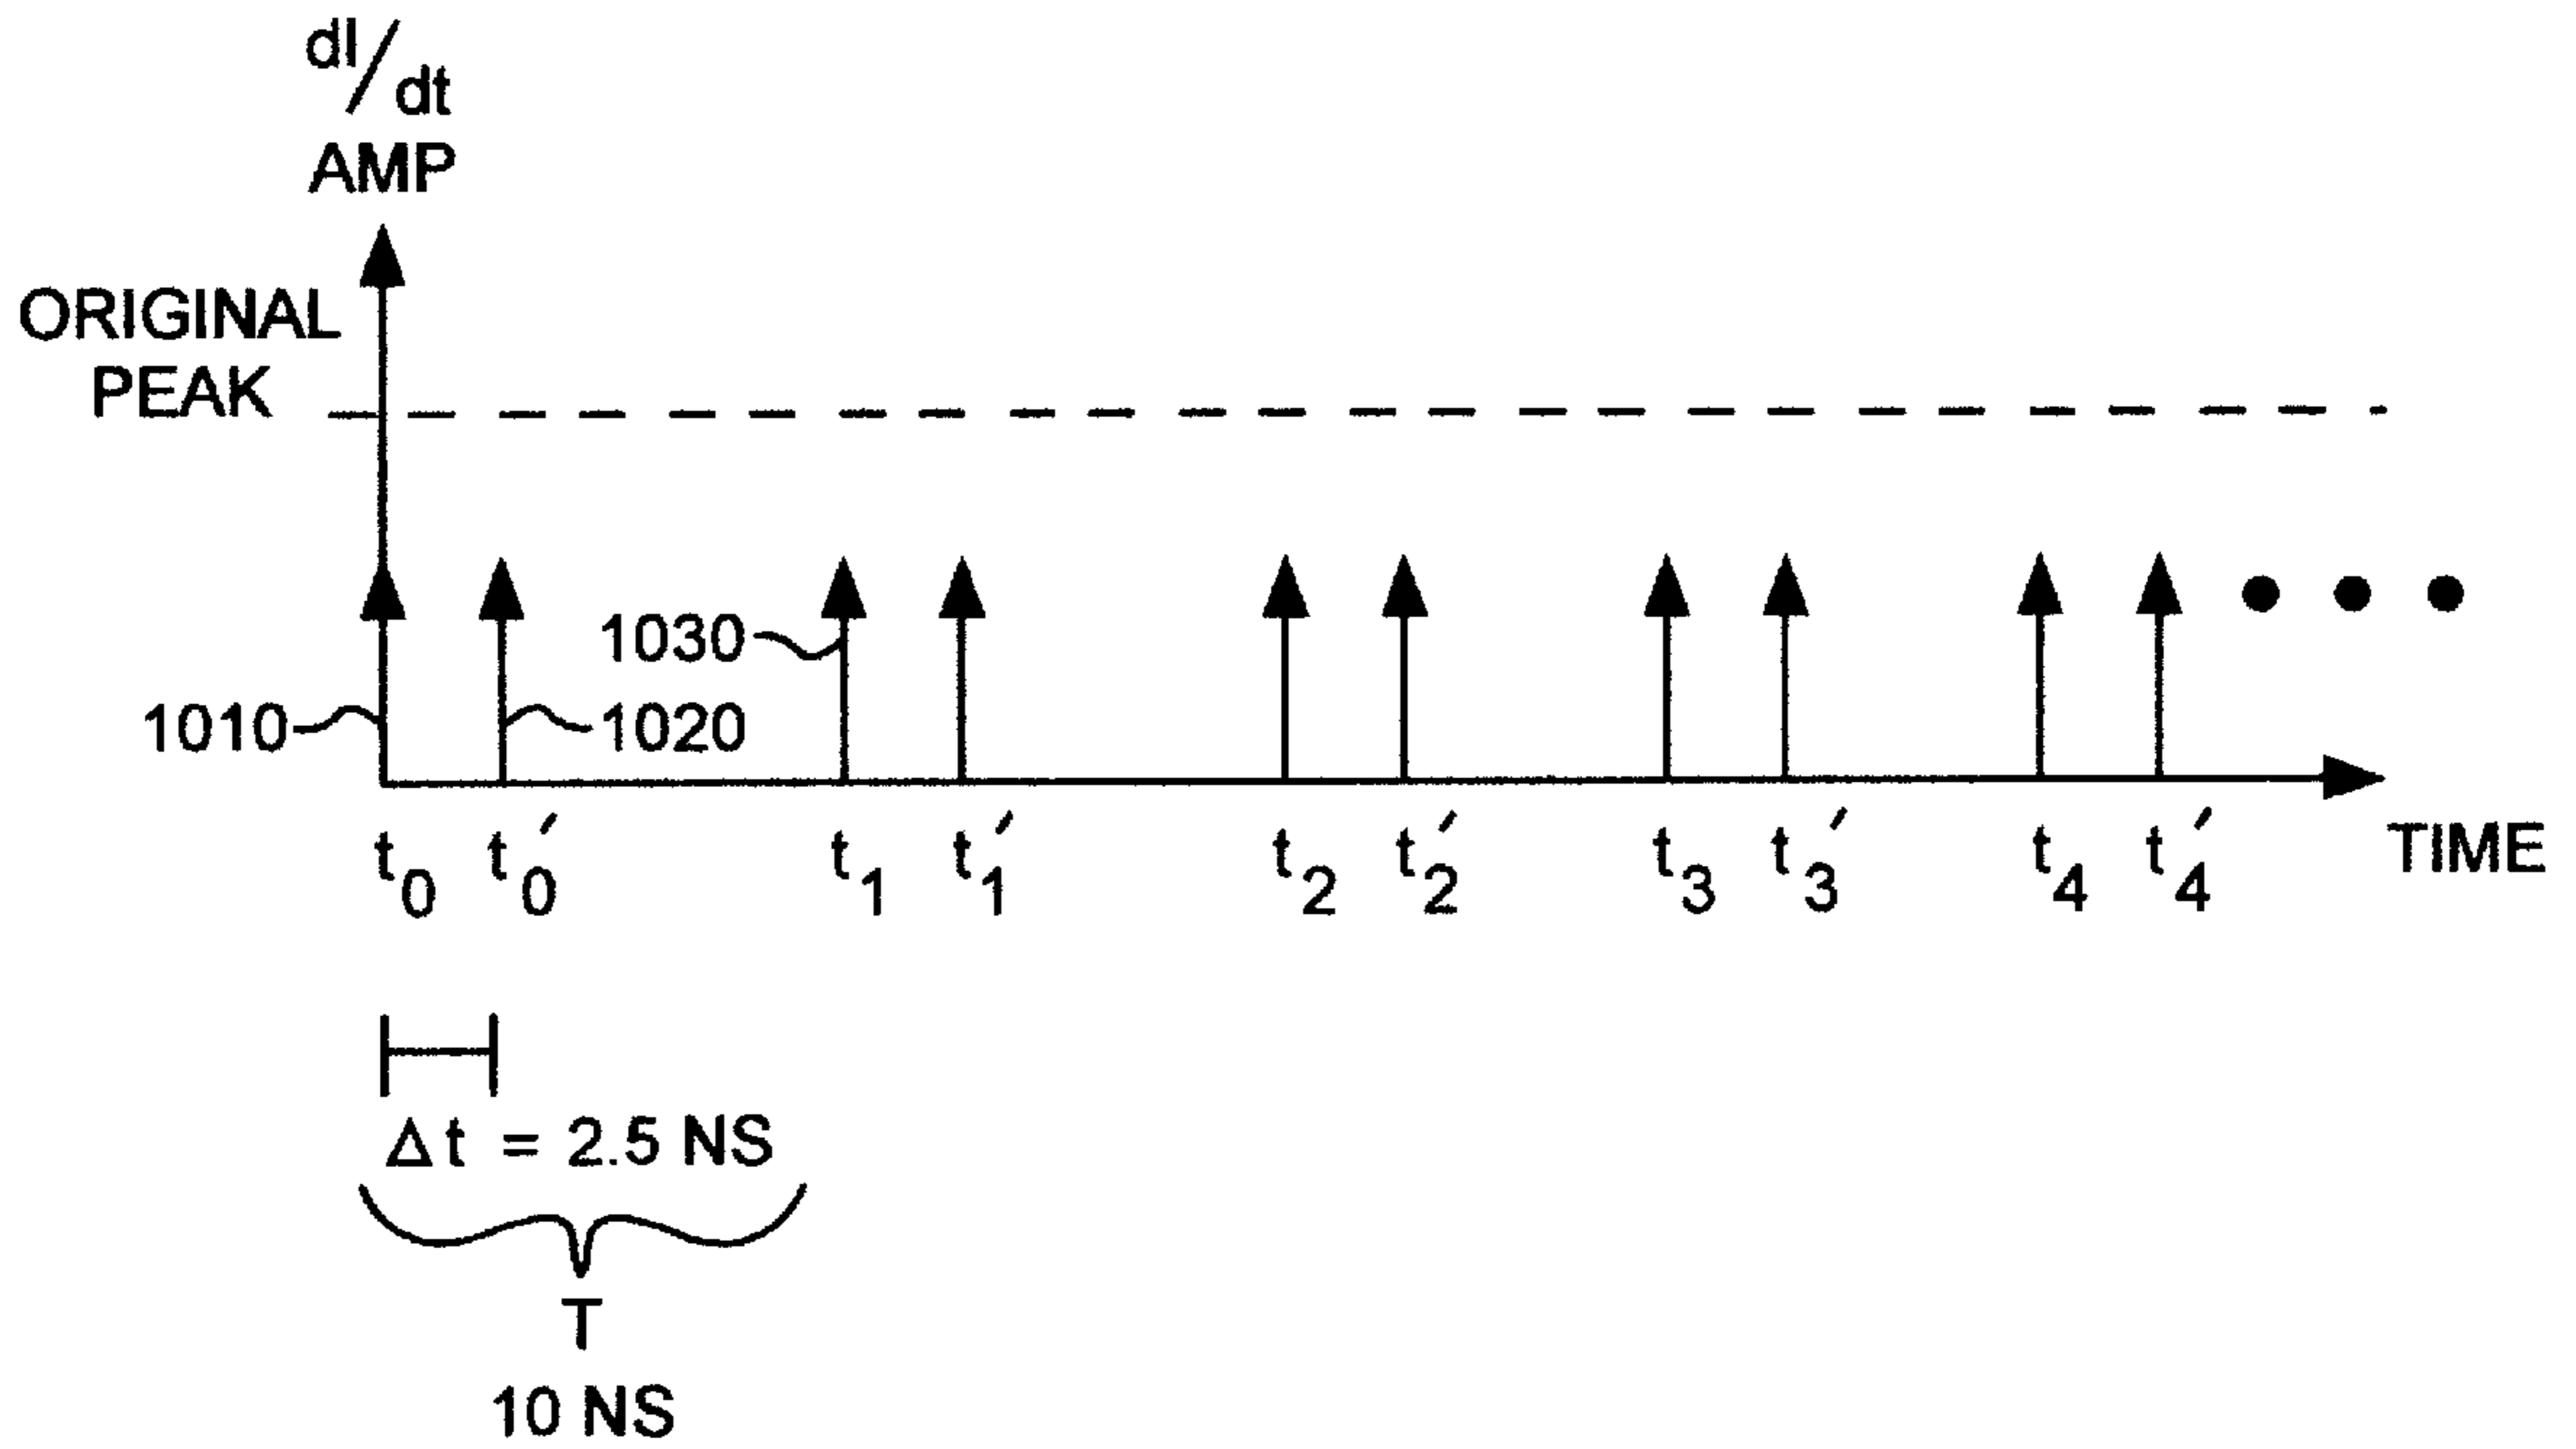 dI/dt
AMP
ORIGINAL
PEAK
1030
1010
1020
t0 t0′ t1 t1′ t2 t2′ t3 t3′ t4 t4′ TIME
Δt = 2.5 NS
T
10 NS